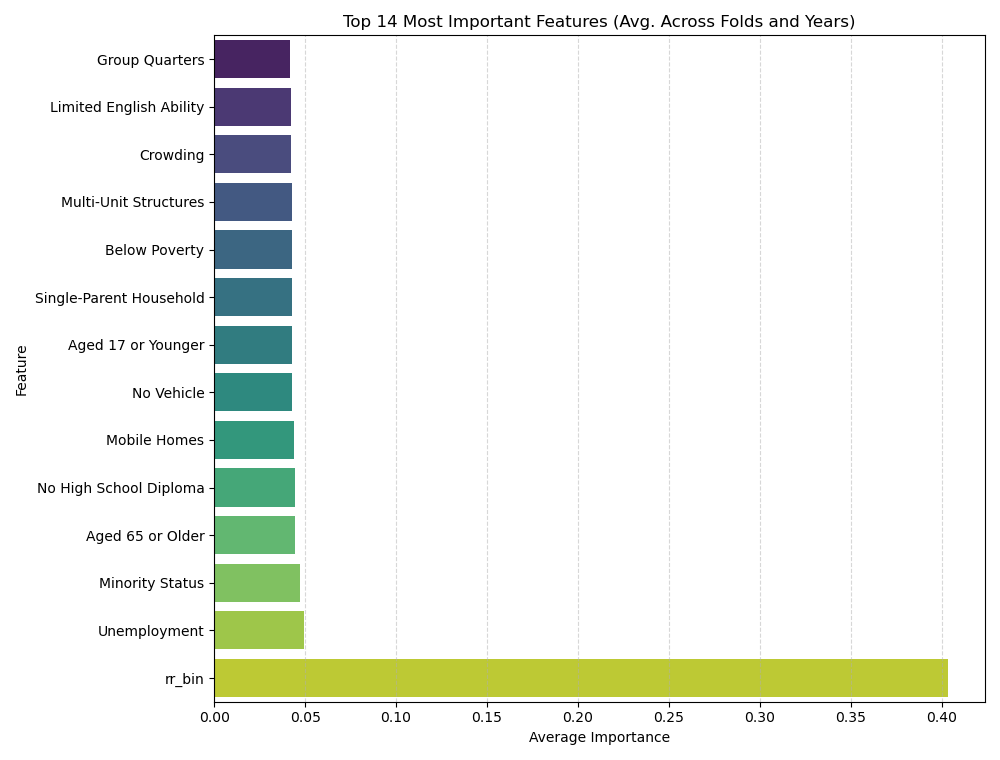 Top 14 Most Important Features (Avg. Across Folds and Years)
Feature
Group Quarters
Limited English Ability
Crowding
Multi-Unit Structures
Below Poverty
Single-Parent Household
Aged 17 or Younger
No Vehicle
Mobile Homes
No High School Diploma
Aged 65 or Older
Minority Status
Unemployment
rr_bin
0.00 0.05 0.10 0.15 0.20 0.25 0.30 0.35 0.40
Average Importance